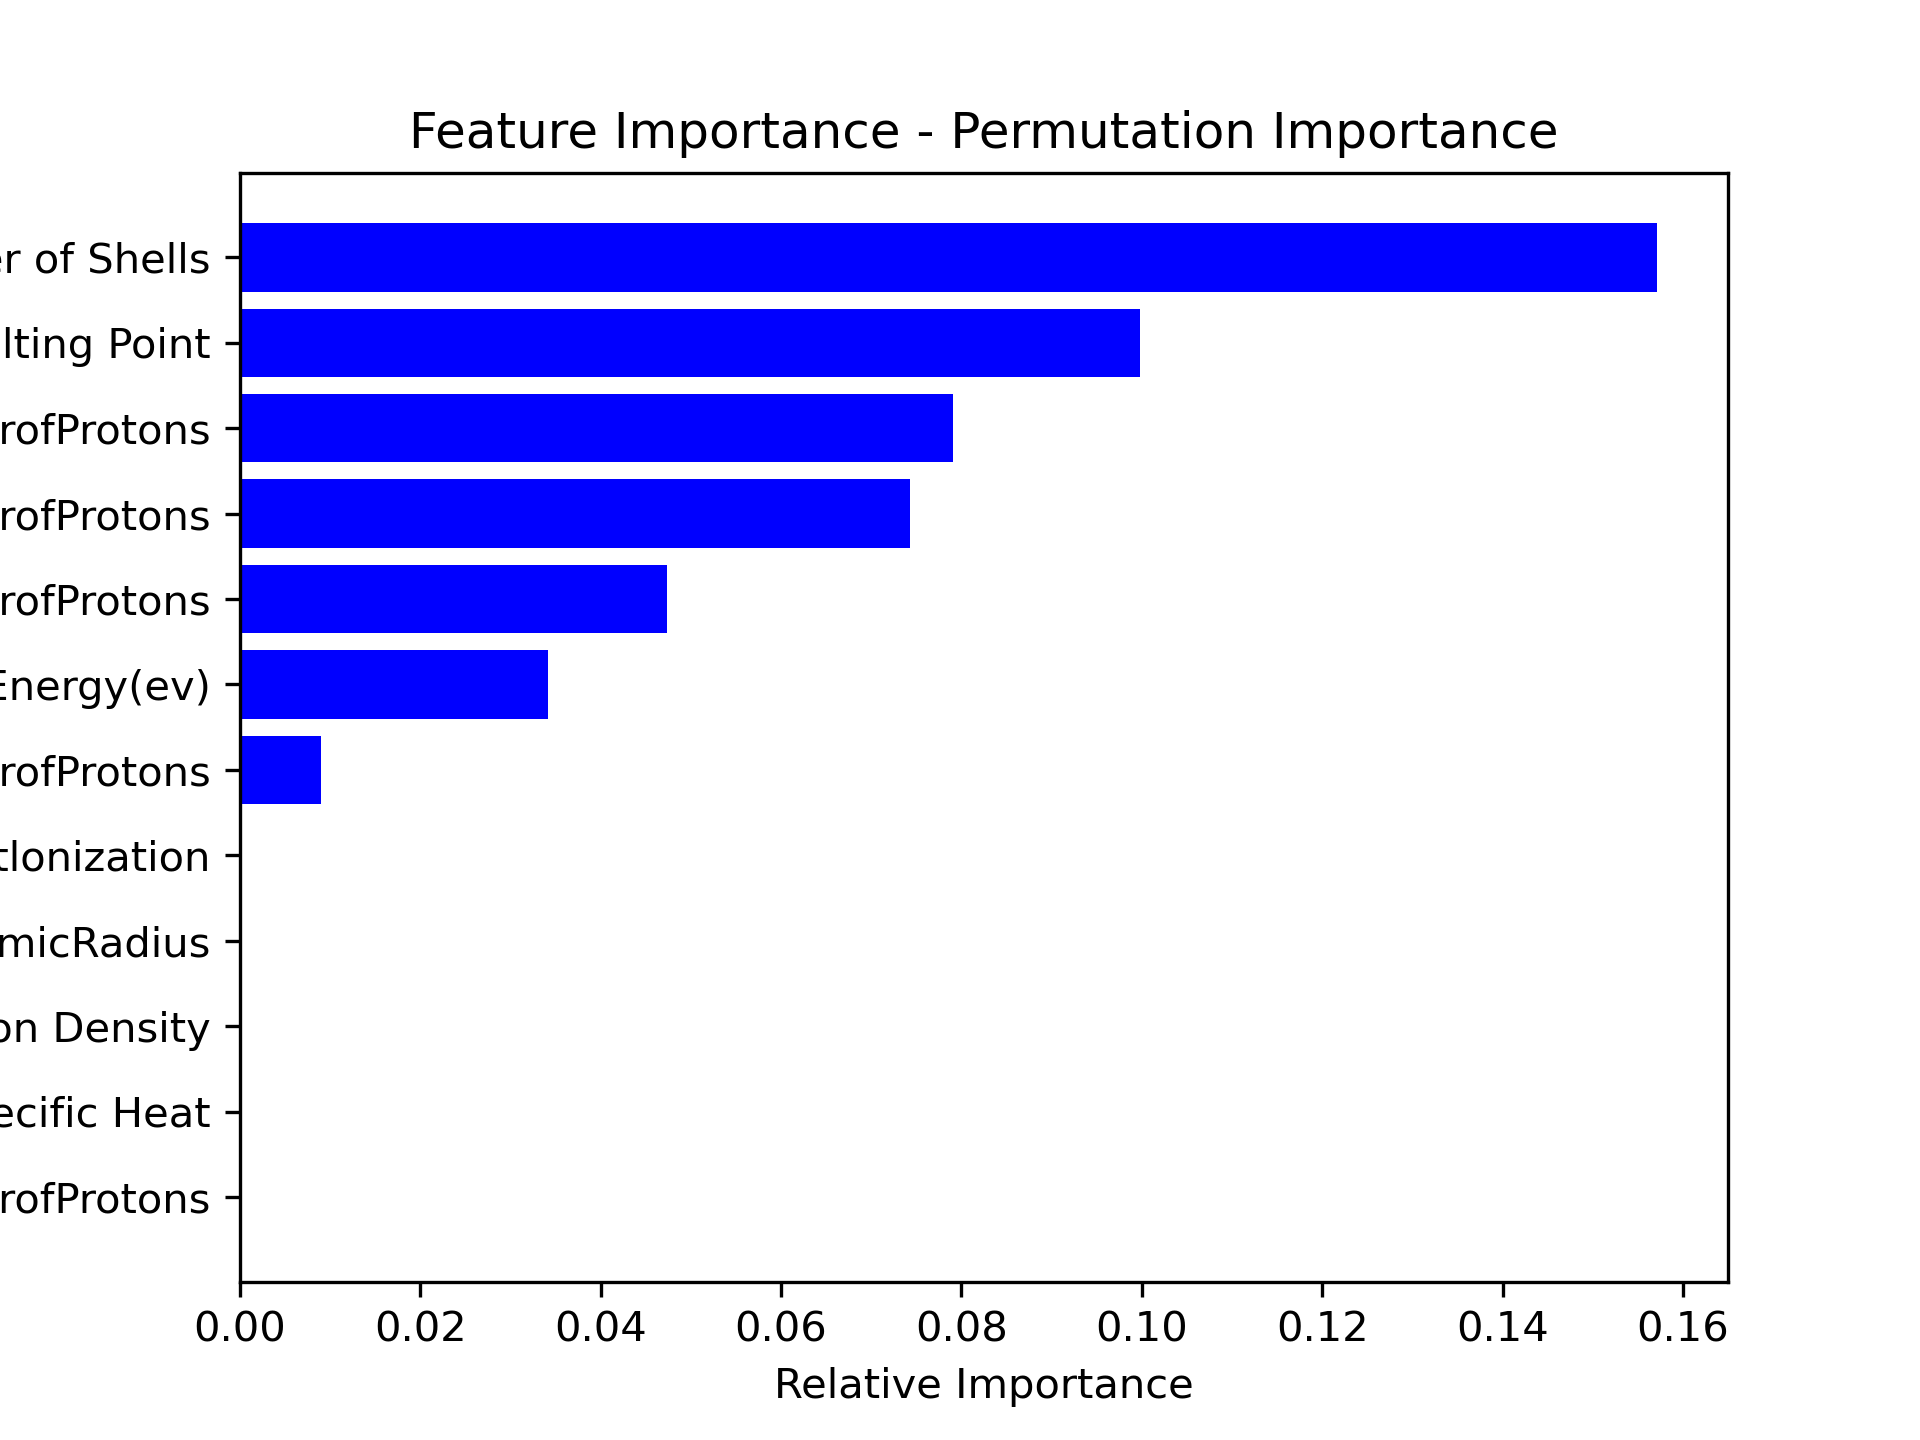 Feature Importance - Permutation Importance
er of Shells
lting Point
rofProtons
rofProtons
rofProtons
Energy(ev)
rofProtons
tIonization
micRadius
on Density
ecific Heat
rofProtons
0.00 0.02 0.04 0.06 0.08 0.10 0.12 0.14 0.16
Relative Importance